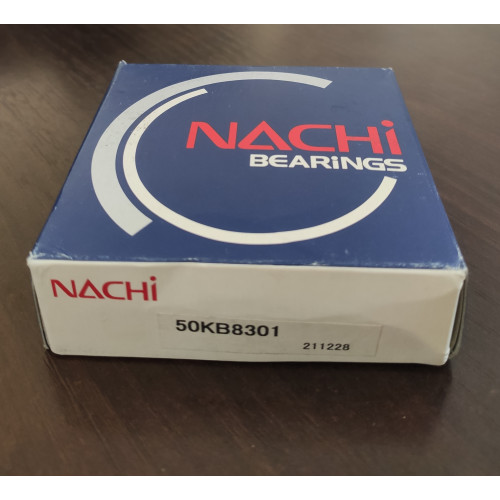 NACHi
BEARiNGS
NACHi
50KB8301
211228